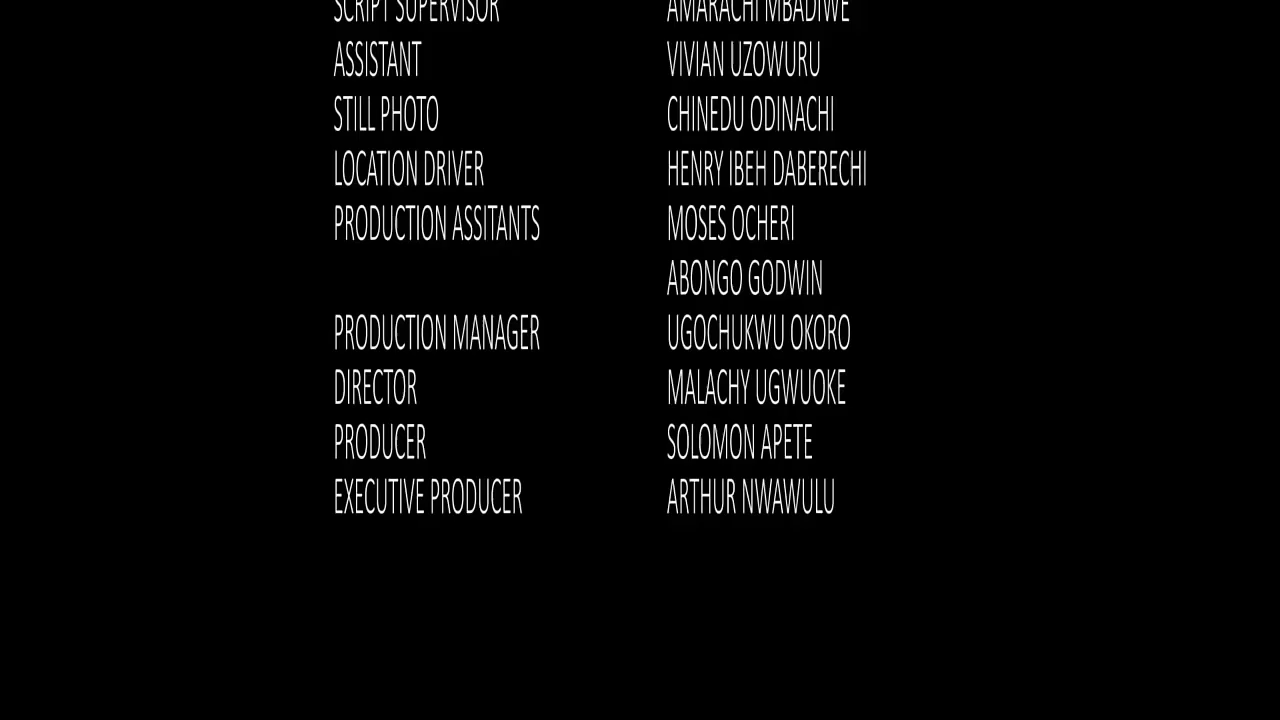 SCRIPT SUPERVISOR AMARACHI MBADIWE
ASSISTANT VIVIAN UZOWURU
STILL PHOTO CHINEDU ODINACHI
LOCATION DRIVER HENRY IBEH DABERECHI
PRODUCTION ASSITANTS MOSES OCHERI
ABONGO GODWIN
PRODUCTION MANAGER UGOCHUKWU OKORO
DIRECTOR MALACHY UGWUOKE
PRODUCER SOLOMON APETE
EXECUTIVE PRODUCER ARTHUR NWAWULU